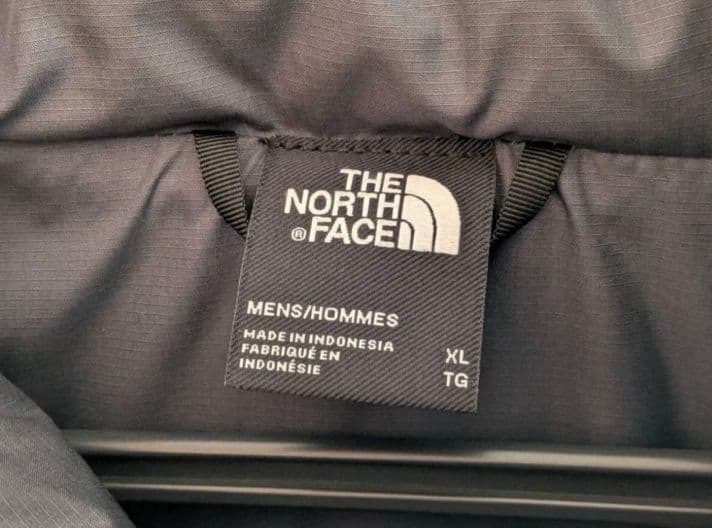 THE
NORTH
® FACE
MENS/HOMMES
MADE IN INDONESIA
FABRIQUÉ EN
INDONÉSIE
XL
TG